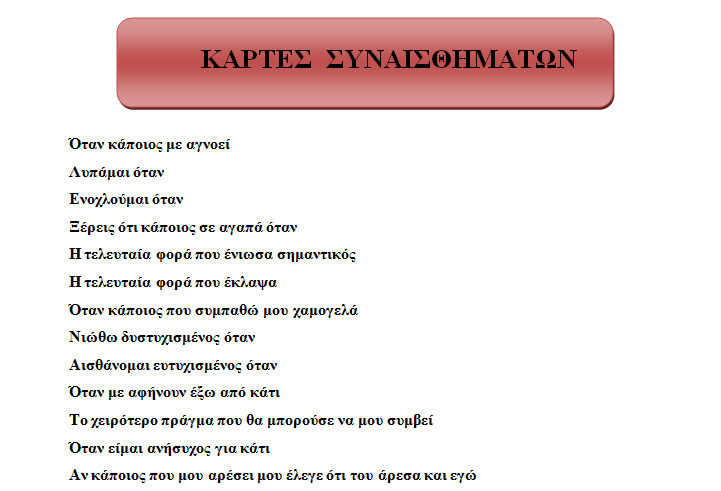 ΚΑΡΤΕΣ ΣΥΝΑΙΣΘΗΜΑΤΩΝ
Όταν κάποιος με αγνοεί
Λυπάμαι όταν
Ενοχλούμαι όταν
Ξέρεις ότι κάποιος σε αγαπά όταν
Η τελευταία φορά που ένιωσα σημαντικός
Η τελευταία φορά που έκλαψα
Όταν κάποιος που συμπαθώ μου χαμογελά
Νιώθω δυστυχισμένος όταν
Αισθάνομαι ευτυχισμένος όταν
Όταν με αφήνουν έξω από κάτι
Το χειρότερο πράγμα που θα μπορούσε να μου συμβεί
Όταν είμαι ανήσυχος για κάτι
Αν κάποιος που μου αρέσει μου έλεγε ότι του άρεσα και εγώ